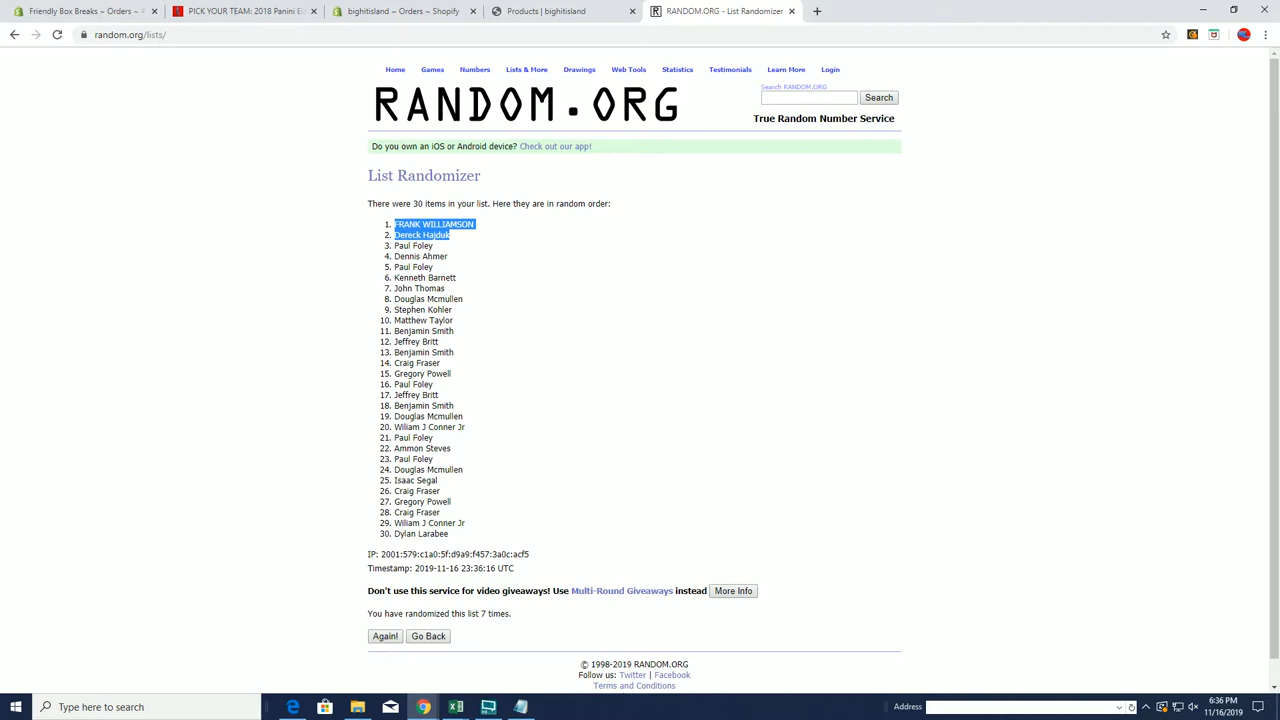 Friendly Box Breaks ~ Orders ~ 
PICK YOUR TEAM: 2018 Panini E
bighitisland ~ Orders ~ Shopify
Products | bighitisland
RANDOM.ORG - List Randomizer
random.org/lists/
Home Games Numbers Lists & More Drawings Web Tools Statistics Testimonials Learn More Login
RANDOM.ORG
Search RANDOM.ORG
Search
True Random Number Service
Do you own an iOS or Android device? Check out our app!
List Randomizer
There were 30 items in your list. Here they are in random order:
1. FRANK WILLIAMSON
2. Dereck Hajduk
3. Paul Foley
4. Dennis Ahmer
5. Paul Foley
6. Kenneth Barnett
7. John Thomas
8. Douglas Mcmullen
9. Stephen Kohler
10. Matthew Taylor
11. Benjamin Smith
12. Jeffrey Britt
13. Benjamin Smith
14. Craig Fraser
15. Gregory Powell
16. Paul Foley
17. Jeffrey Britt
18. Benjamin Smith
19. Douglas Mcmullen
20. Wiliam J Conner Jr
21. Paul Foley
22. Ammon Steves
23. Paul Foley
24. Douglas Mcmullen
25. Isaac Segal
26. Craig Fraser
27. Gregory Powell
28. Craig Fraser
29. Wiliam J Conner Jr
30. Dylan Larabee
IP: 2001:579:c1a0:5f:d9a9:f457:3a0c:acf5
Timestamp: 2019-11-16 23:36:16 UTC
Don't use this service for video giveaways! Use Multi-Round Giveaways instead More Info
You have randomized this list 7 times.
Again! Go Back
© 1998-2019 RANDOM.ORG
Follow us: Twitter | Facebook
Terms and Conditions
Type here to search
Address
6:36 PM
11/16/2019